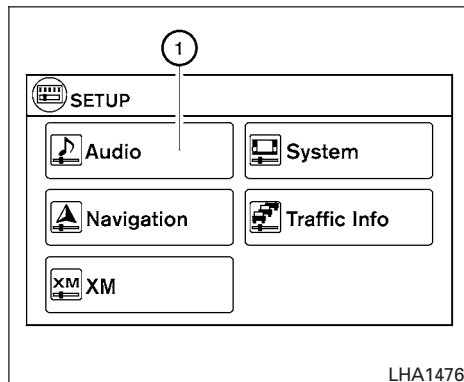 1
SETUP
Audio
System
Navigation
Traffic Info
XM XM
LHA1476